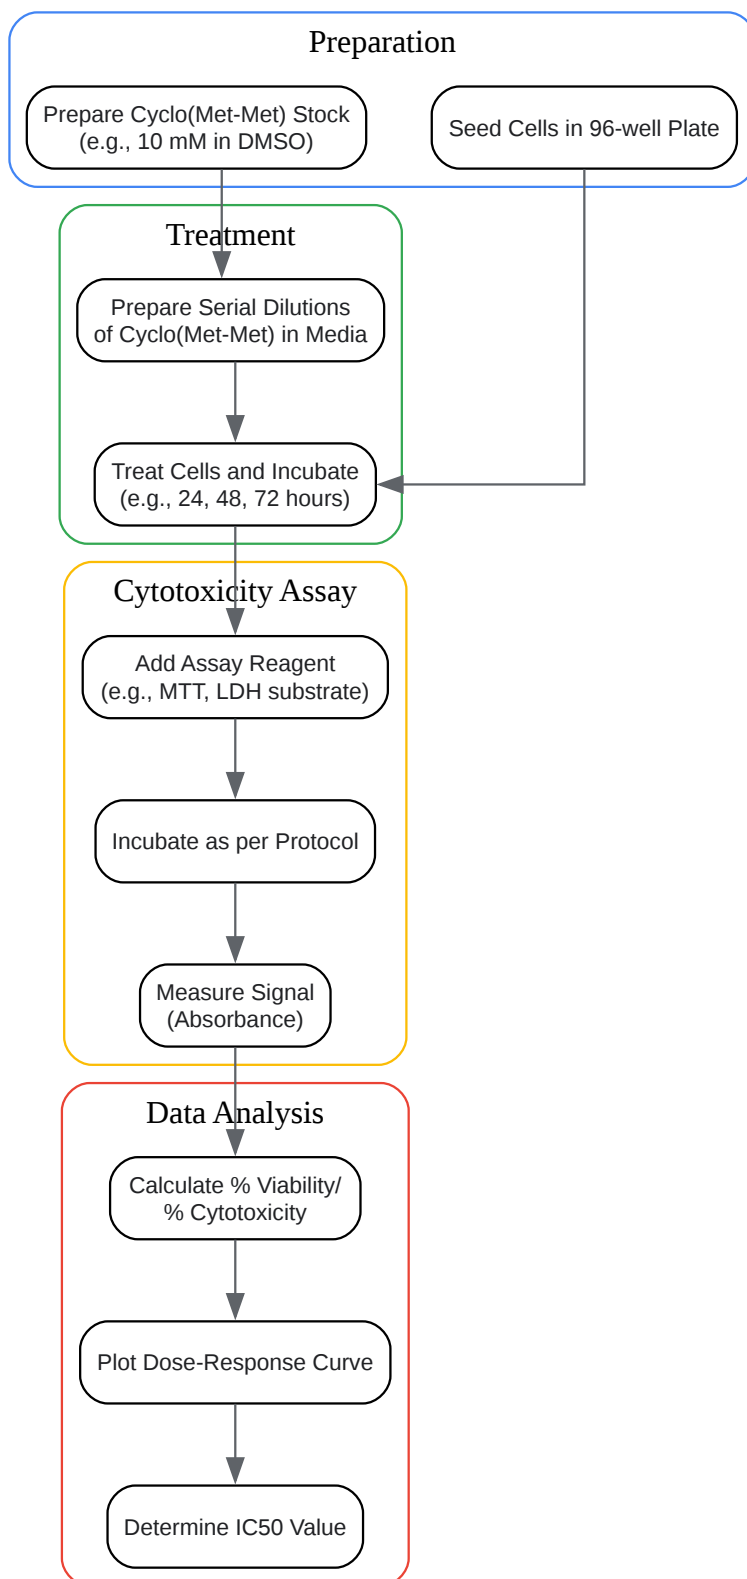 Preparation
Prepare Cyclo(Met-Met) Stock
(e.g., 10 mM in DMSO)
Seed Cells in 96-well Plate
Treatment
Prepare Serial Dilutions
of Cyclo(Met-Met) in Media
Treat Cells and Incubate
(e.g., 24, 48, 72 hours)
Cytotoxicity Assay
Add Assay Reagent
(e.g., MTT, LDH substrate)
Incubate as per Protocol
Measure Signal
(Absorbance)
Data Analysis
Calculate % Viability/
% Cytotoxicity
Plot Dose-Response Curve
Determine IC50 Value